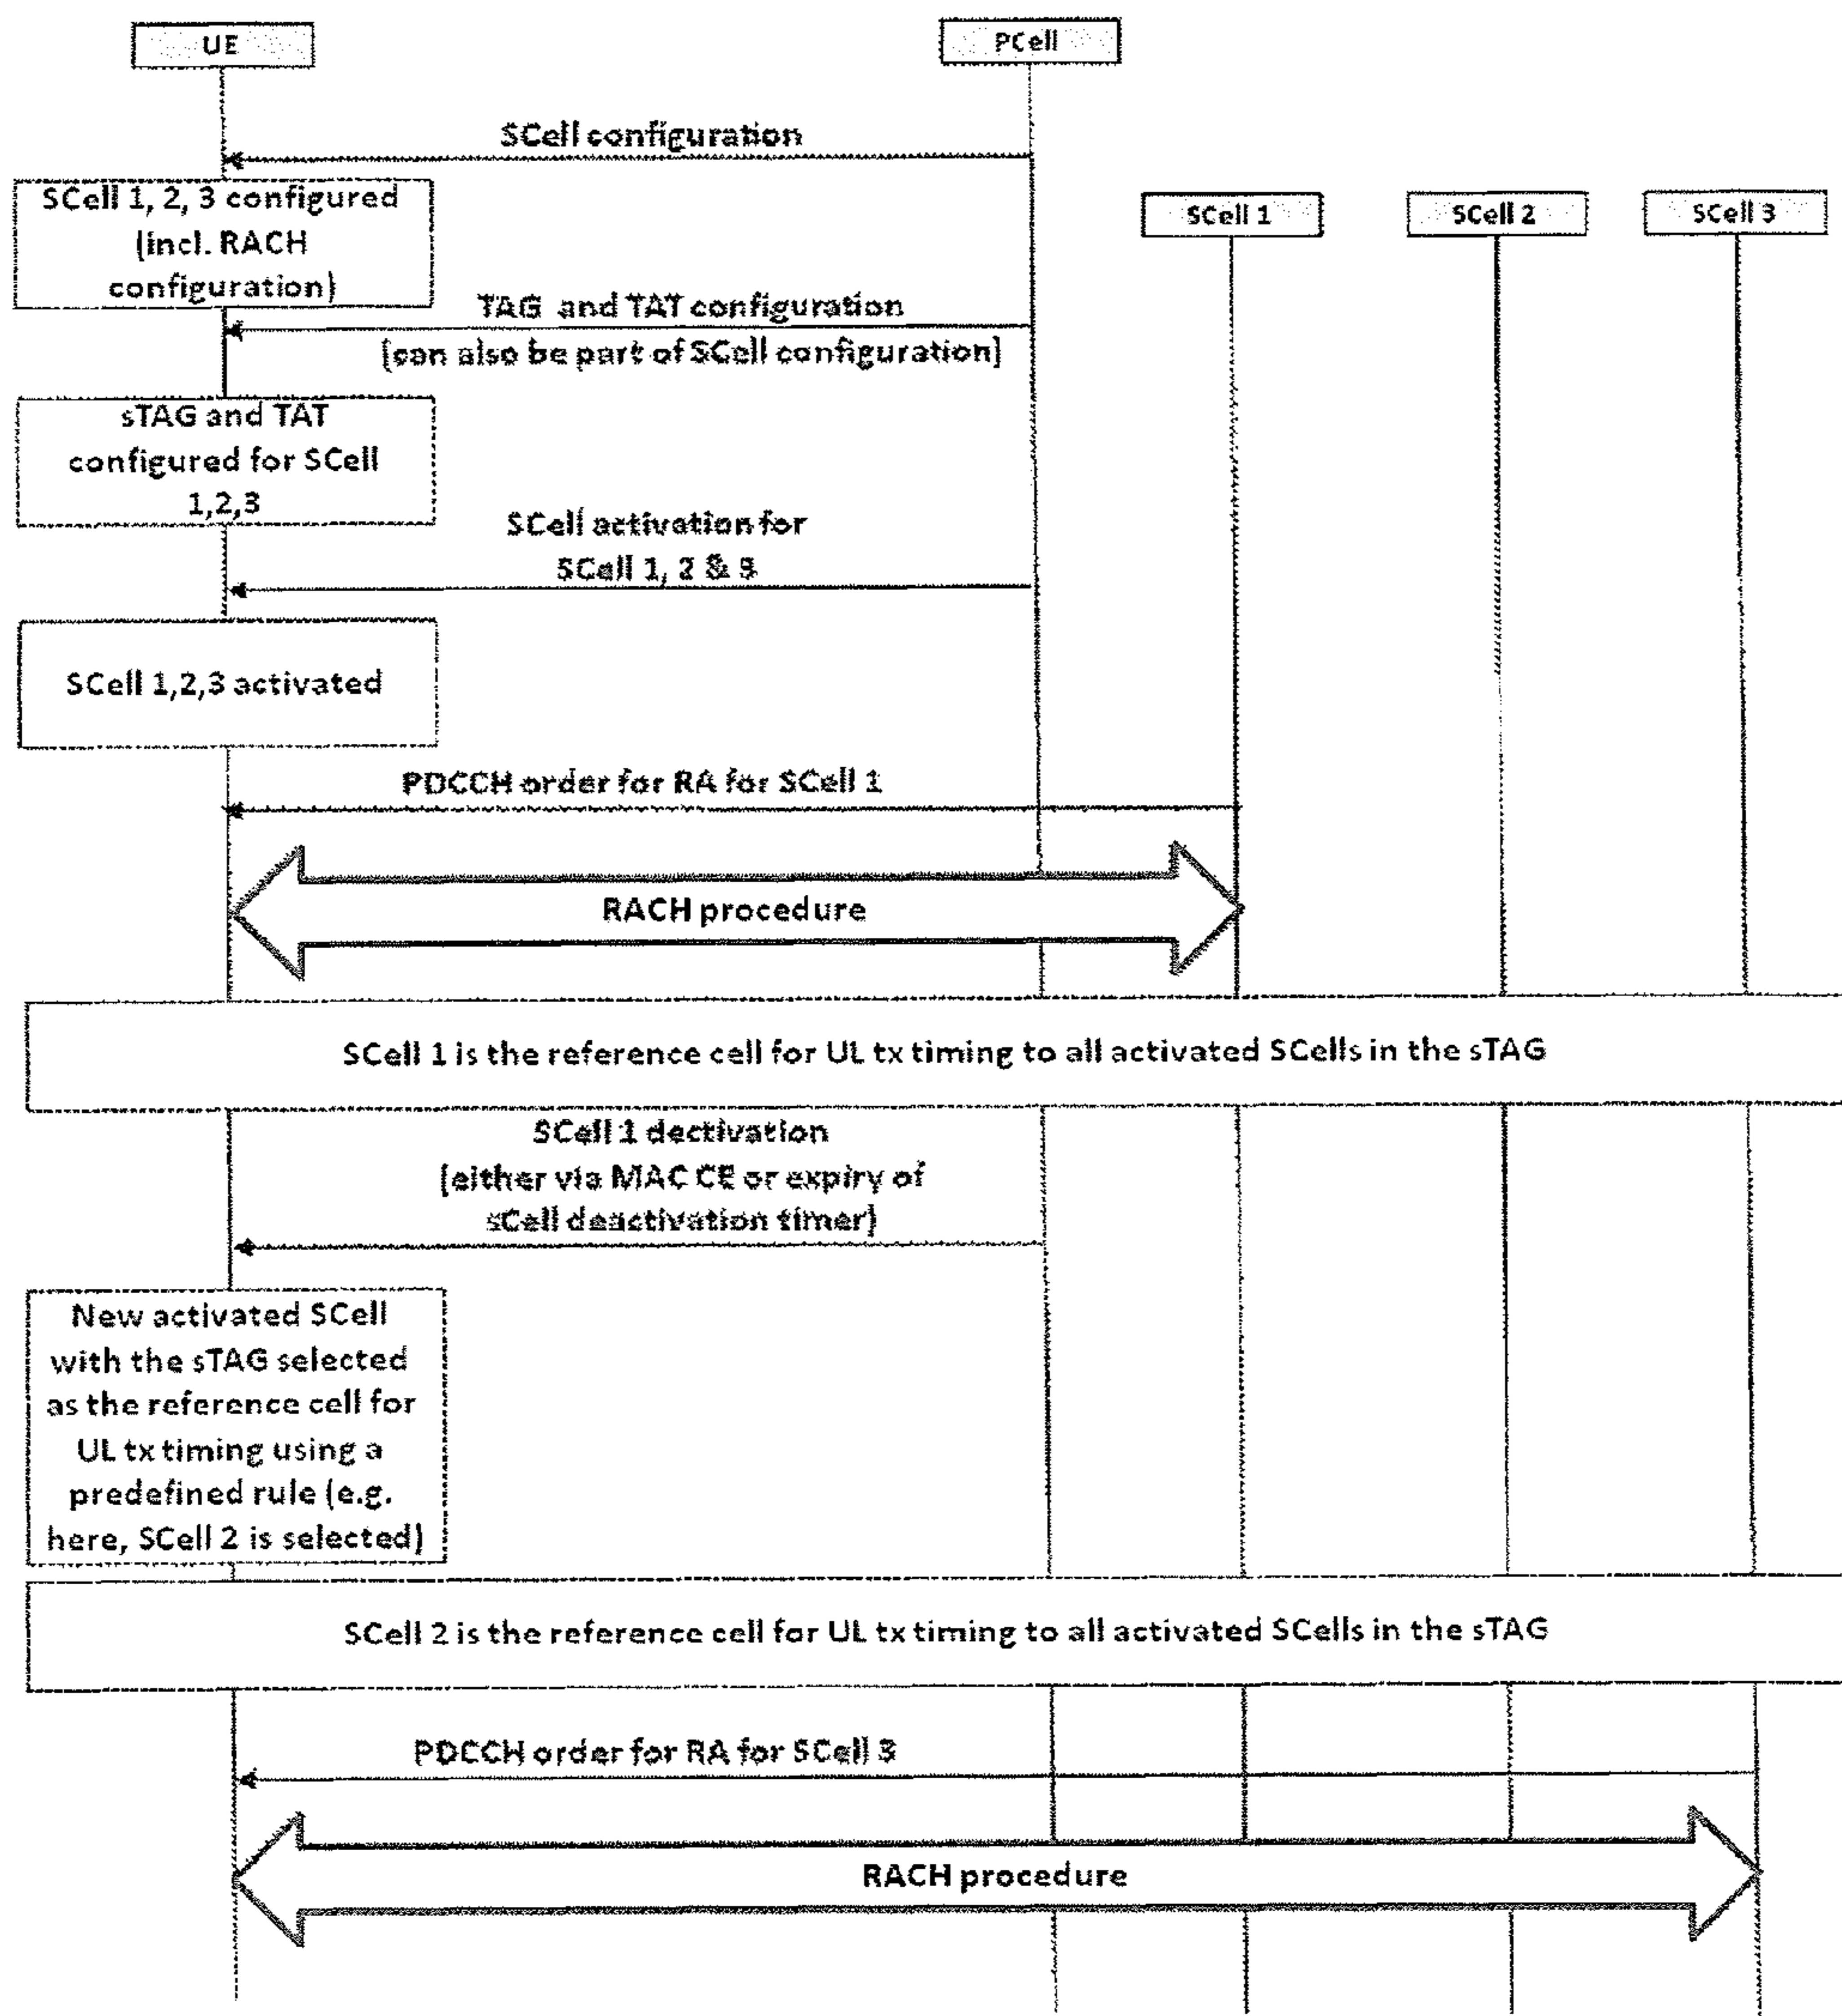 UE
PCell
SCell configuration
SCell 1, 2, 3 configured
(incl. RACH
configuration)
SCell 1
SCell 2
SCell 3
TAG and TAT configuration
(can also be part of SCell configuration)
sTAG and TAT
configured for SCell
1,2,3
SCell activation for
SCell 1, 2 & 3
SCell 1,2,3 activated
PDCCH order for RA for SCell 1
RACH procedure
SCell 1 is the reference cell for UL tx timing to all activated SCells in the sTAG
SCell 1 dectivation
(either via MAC CE or expiry of
sCell deactivation timer)
New activated SCell
with the sTAG selected
as the reference cell for
UL tx timing using a
predefined rule (e.g.
here, SCell 2 is selected)
SCell 2 is the reference cell for UL tx timing to all activated SCells in the sTAG
PDCCH order for RA for SCell 3
RACH procedure